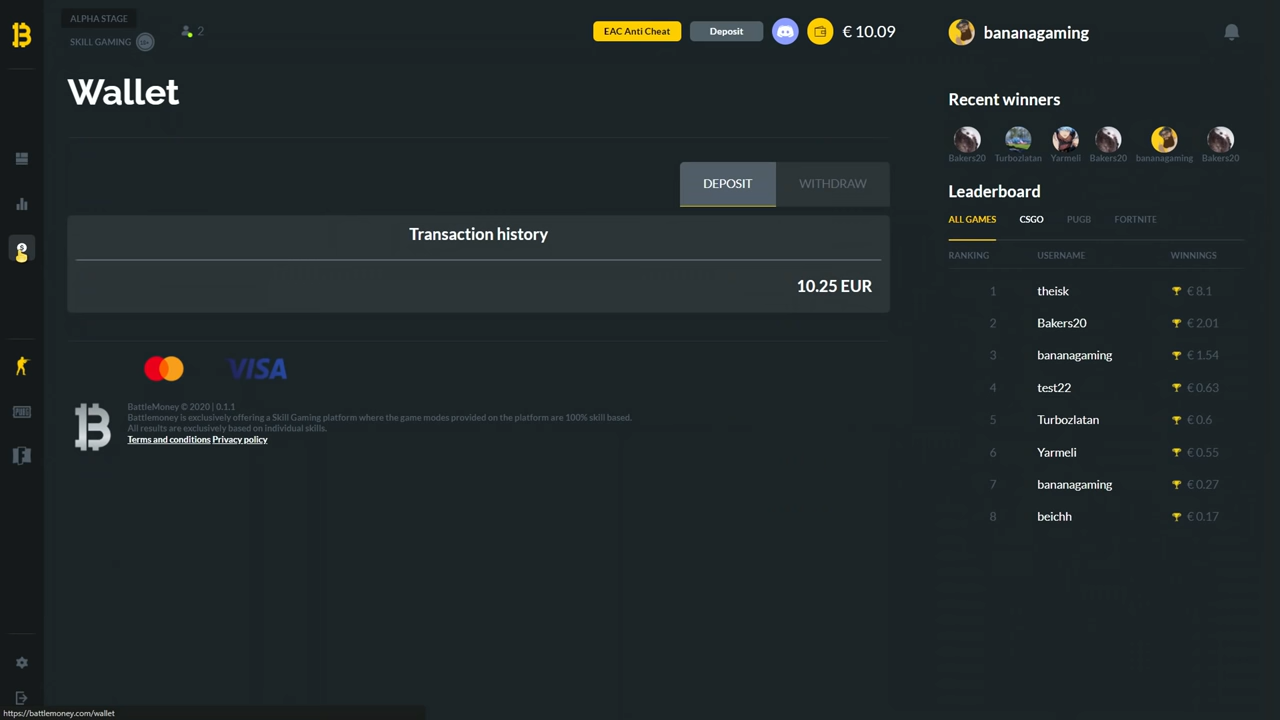 ALPHA STAGE
SKILL GAMING
2
EAC Anti Cheat
Deposit
€ 10.09
bananagaming
Wallet
DEPOSIT
WITHDRAW
Transaction history
10.25 EUR
VISA
BattleMoney © 2020 | 0.1.1
Battlemoney is exclusively offering a Skill Gaming platform where the game modes provided on the platform are 100% skill based.
All results are exclusively based on individual skills.
Terms and conditions Privacy policy
Recent winners
Bakers20 Turbozlatan Yarmeli Bakers20 bananagaming Bakers20
Leaderboard
ALL GAMES CSGO PUGB FORTNITE
RANKING USERNAME WINNINGS
1 theisk € 8.1
2 Bakers20 € 2.01
3 bananagaming € 1.54
4 test22 € 0.63
5 Turbozlatan € 0.6
6 Yarmeli € 0.55
7 bananagaming € 0.27
8 beichh € 0.17
https://battlemoney.com/wallet